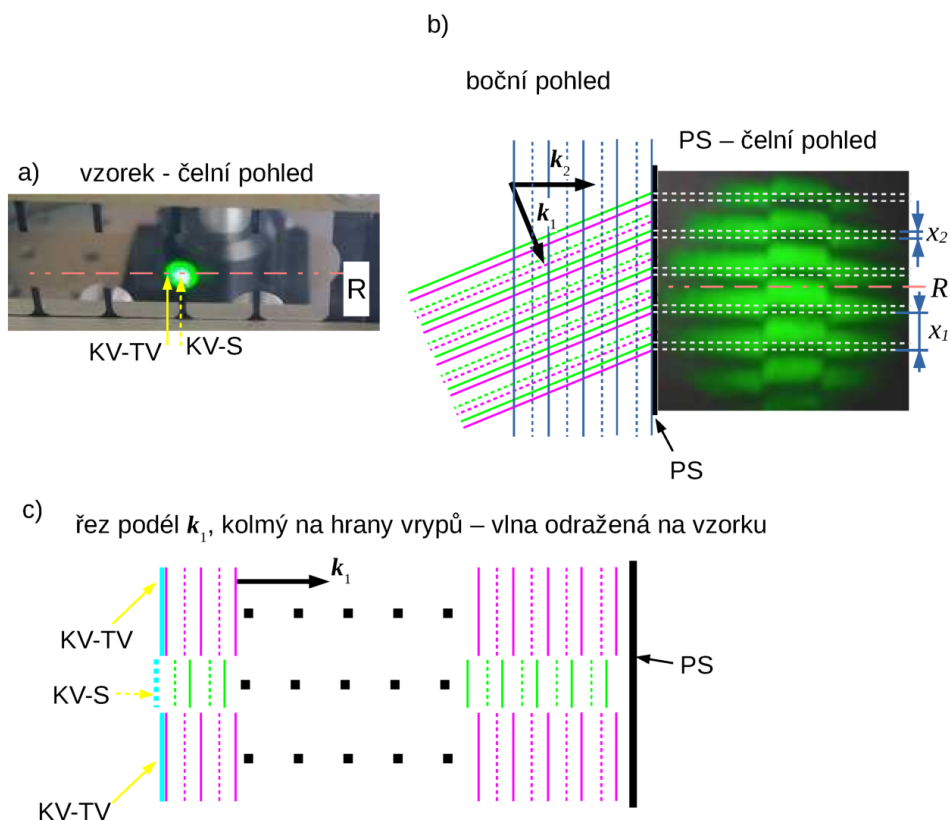 a)
vzorek - čelní pohled
R
KV-TV
KV-S
b)
boční pohled
PS – čelní pohled
k2
k1
x2
R
x1
PS
c)
řez podél k1, kolmý na hrany vrypů – vlna odražená na vzorku
k1
KV-TV
KV-S
KV-TV
PS